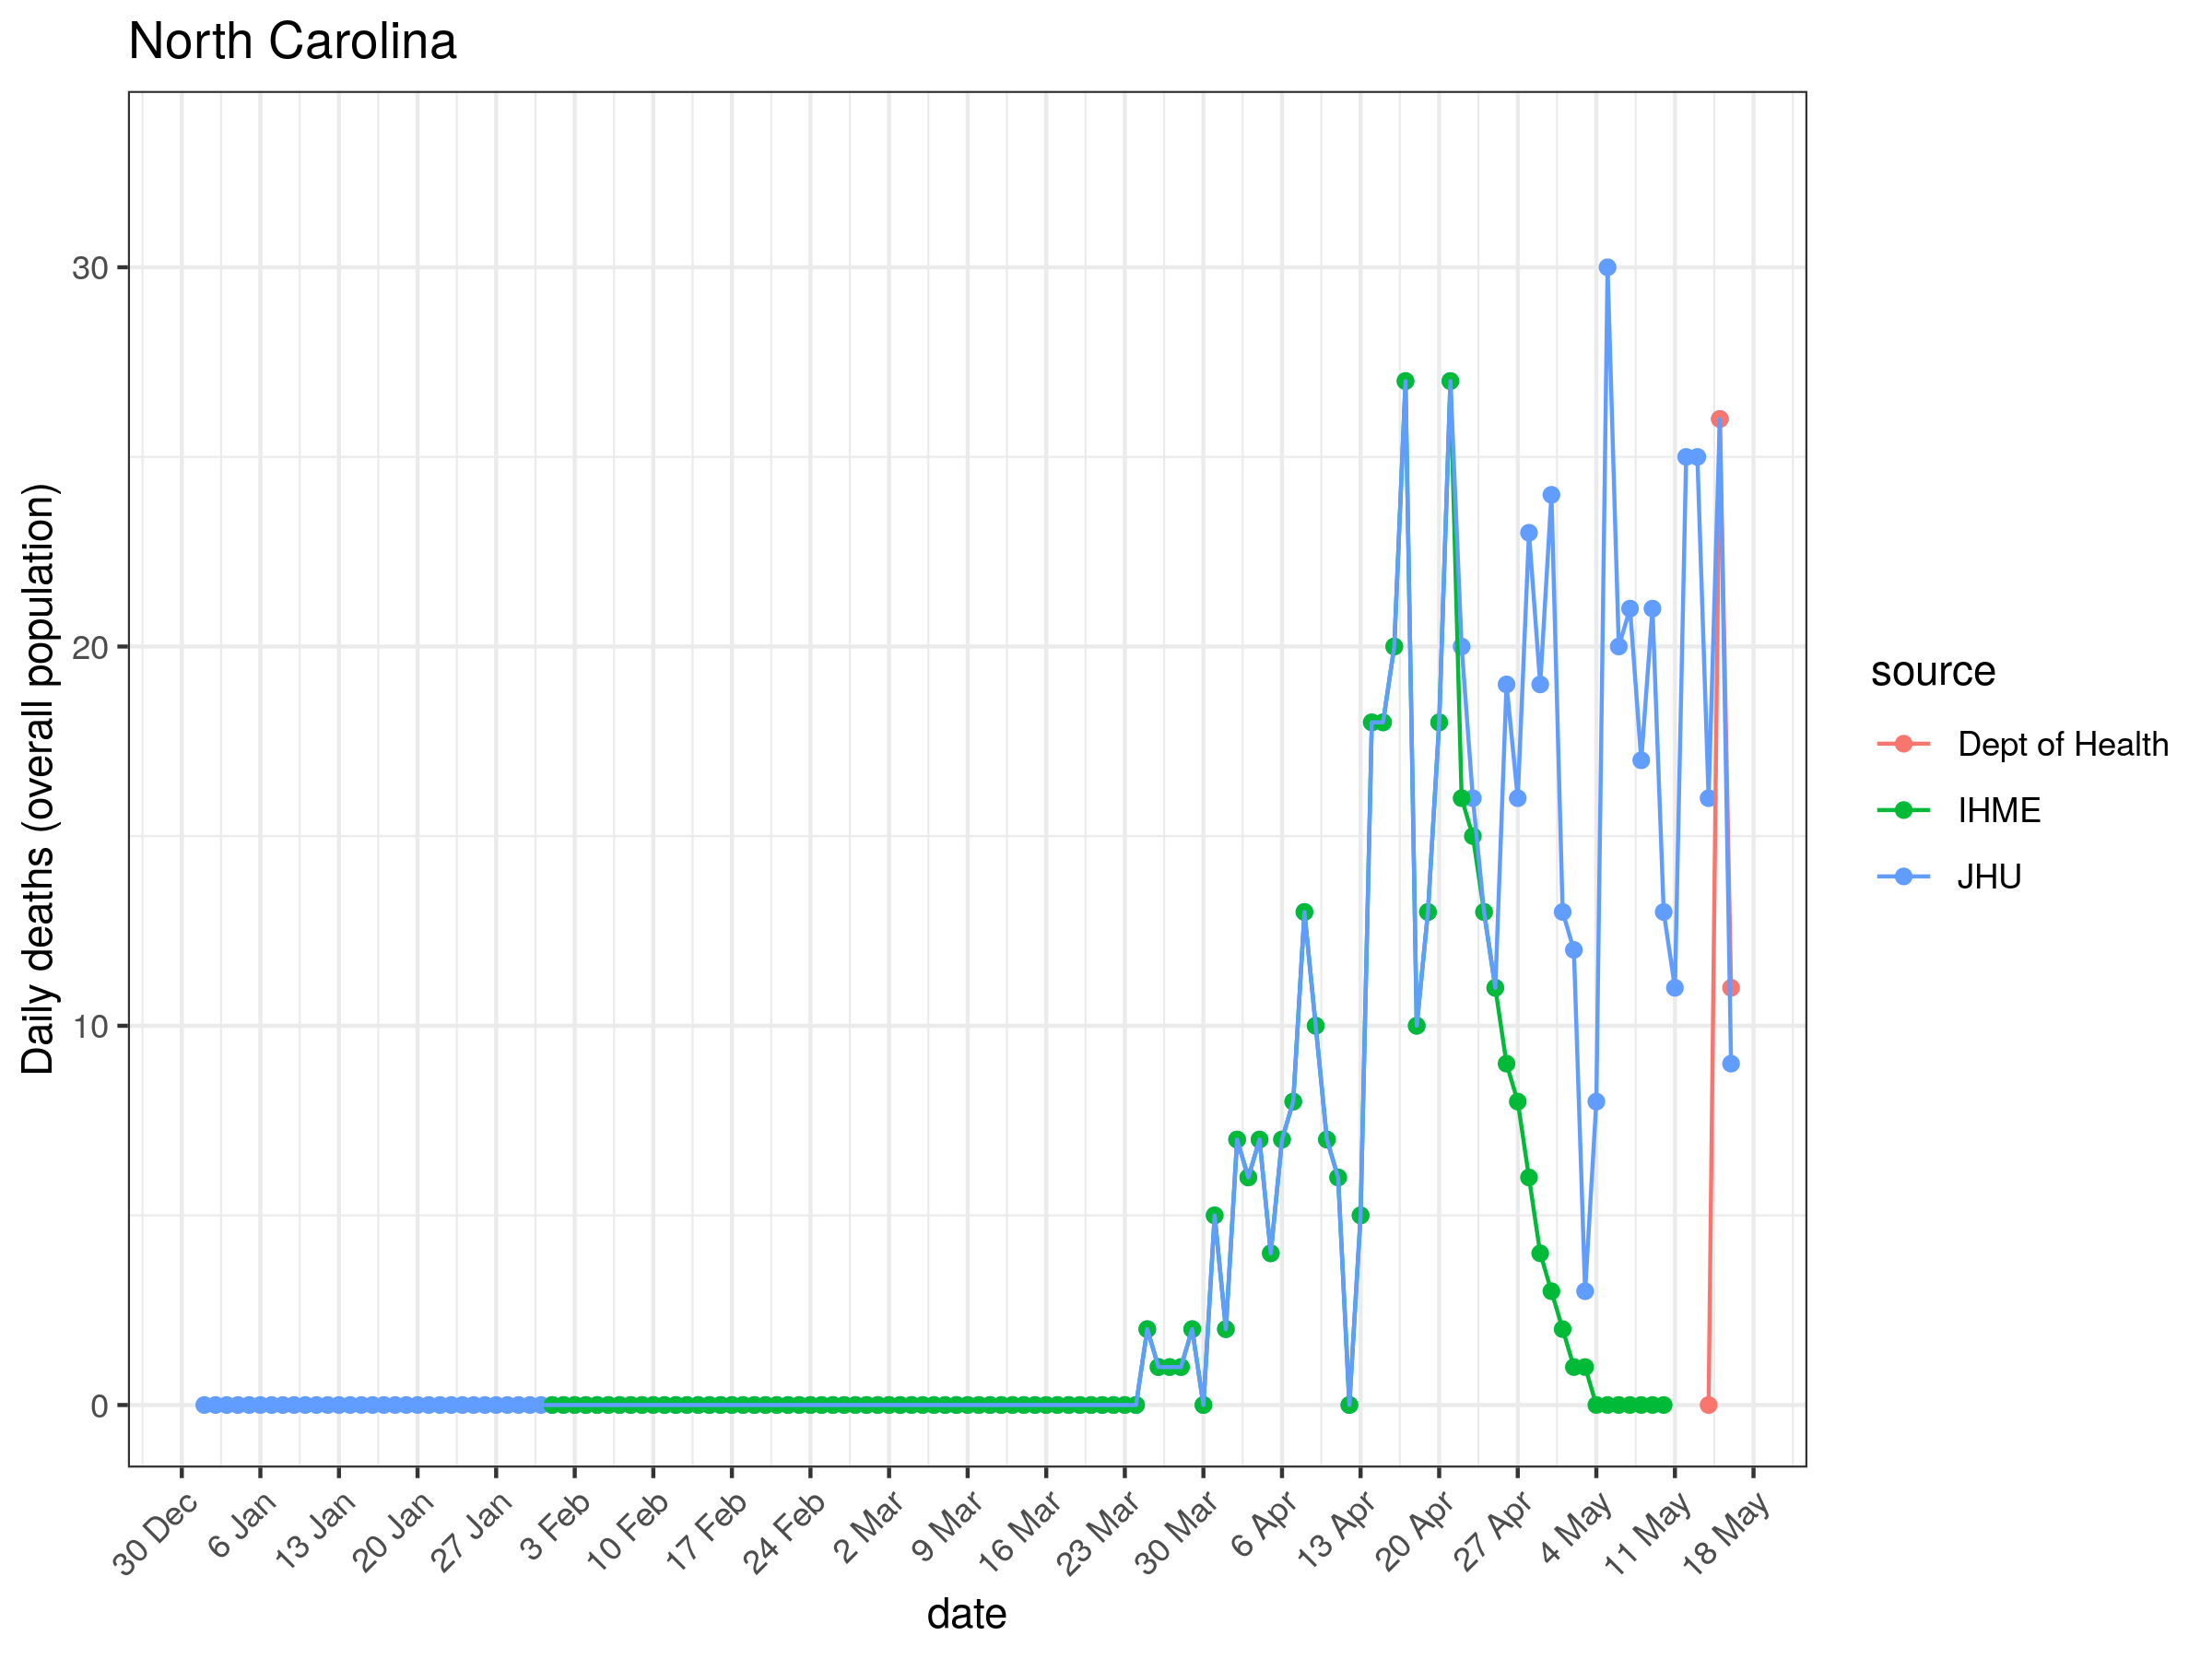 North Carolina
Daily deaths (overall population)
30
20
10
0
30 Dec
6 Jan
13 Jan
20 Jan
27 Jan
3 Feb
10 Feb
17 Feb
24 Feb
2 Mar
9 Mar
16 Mar
23 Mar
30 Mar
6 Apr
13 Apr
20 Apr
27 Apr
4 May
11 May
18 May
date
source
Dept of Health
IHME
JHU